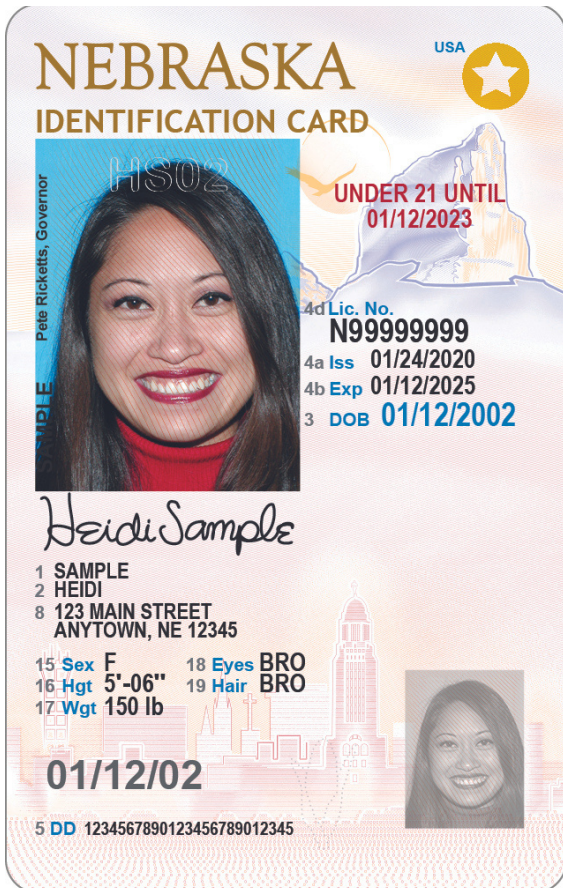 NEBRASKA
USA
IDENTIFICATION CARD
HS02
Pete Ricketts, Governor
SAMPLE
UNDER 21 UNTIL
01/12/2023
4d Lic. No.
N99999999
4a Iss 01/24/2020
4b Exp 01/12/2025
3 DOB 01/12/2002
Heidi Sample
1 SAMPLE
2 HEIDI
8 123 MAIN STREET
ANYTOWN, NE 12345
15 Sex F 18 Eyes BRO
16 Hgt 5'-06" 19 Hair BRO
17 Wgt 150 lb
01/12/02
5 DD 1234567890123456789012345